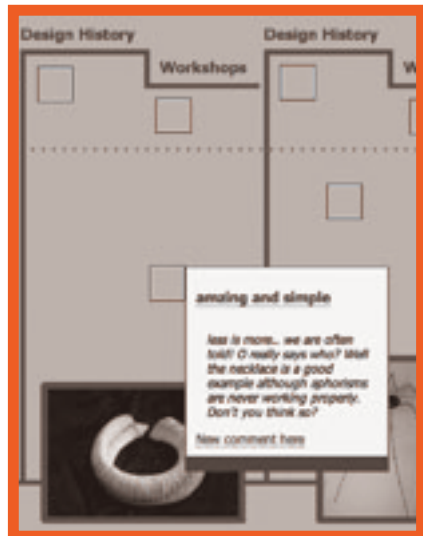 Design History
Design History
Workshops
W
amzing and simple
less is more... we are often
told! O really says who? Well
the necklace is a good
example although aphorisms
are never working properly.
Don't you think so?
New comment here